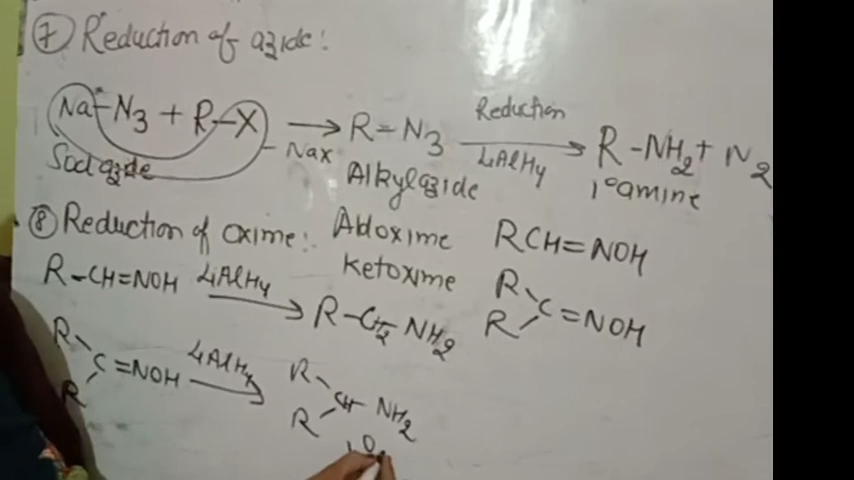 ⑦ Reduction of azide:
Na-N3 + R-X → R-N3 Reduction → R-NH2 + N2
-NaX LiAlH4
Sod azide Alkylazide 1° amine
⑧ Reduction of oxime: Aldoxime RCH=NOH
Ketoxime R R C=NOH
R-CH=NOH LiAlH4 → R-CH2-NH2
R R C=NOH LiAlH4 → R R CH-NH2
1°